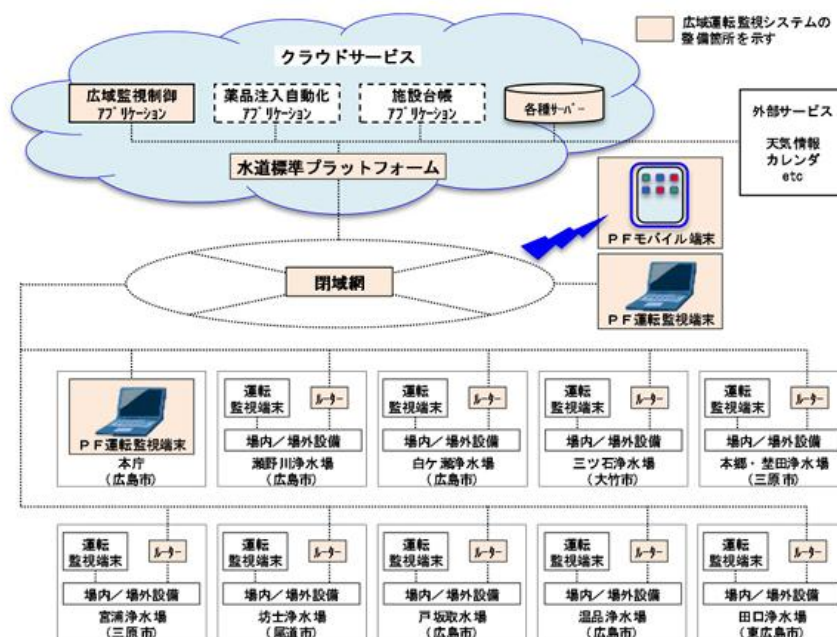 広域運転監視システムの
整備箇所を示す
クラウドサービス
広域監視制御
アプリケーション
薬品注入自動化
アプリケーション
施設台帳
アプリケーション
各種サーバー
水道標準プラットフォーム
外部サービス
天気情報
カレンダ
etc
PFモバイル端末
閉域網
PF運転監視端末
PF運転監視端末
本庁
(広島市)
運転
監視端末
ルーター
場内/場外設備
瀬野川浄水場
(広島市)
運転
監視端末
ルーター
場内/場外設備
白ケ瀬浄水場
(広島市)
運転
監視端末
ルーター
場内/場外設備
三ツ石浄水場
(大竹市)
運転
監視端末
ルーター
場内/場外設備
本郷・埜田浄水場
(三原市)
運転
監視端末
ルーター
場内/場外設備
宮浦浄水場
(三原市)
運転
監視端末
ルーター
場内/場外設備
坊士浄水場
(尾道市)
運転
監視端末
ルーター
場内/場外設備
戸坂取水場
(広島市)
運転
監視端末
ルーター
場内/場外設備
温品浄水場
(広島市)
運転
監視端末
ルーター
場内/場外設備
田口浄水場
(東広島市)